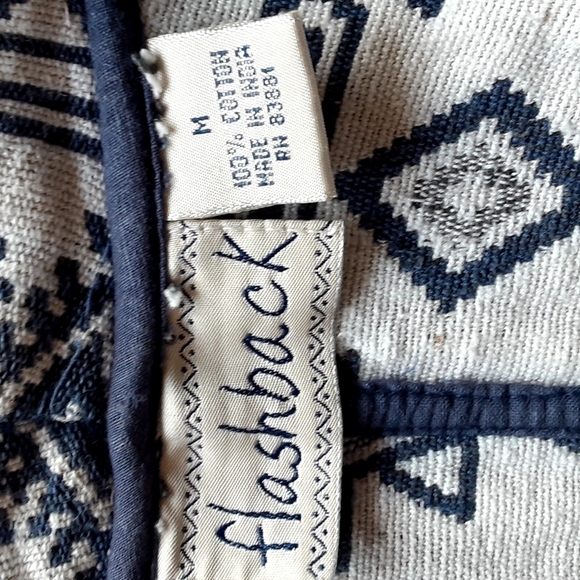 flashback
M
100% COTTON
MADE IN INDIA
RN 83881